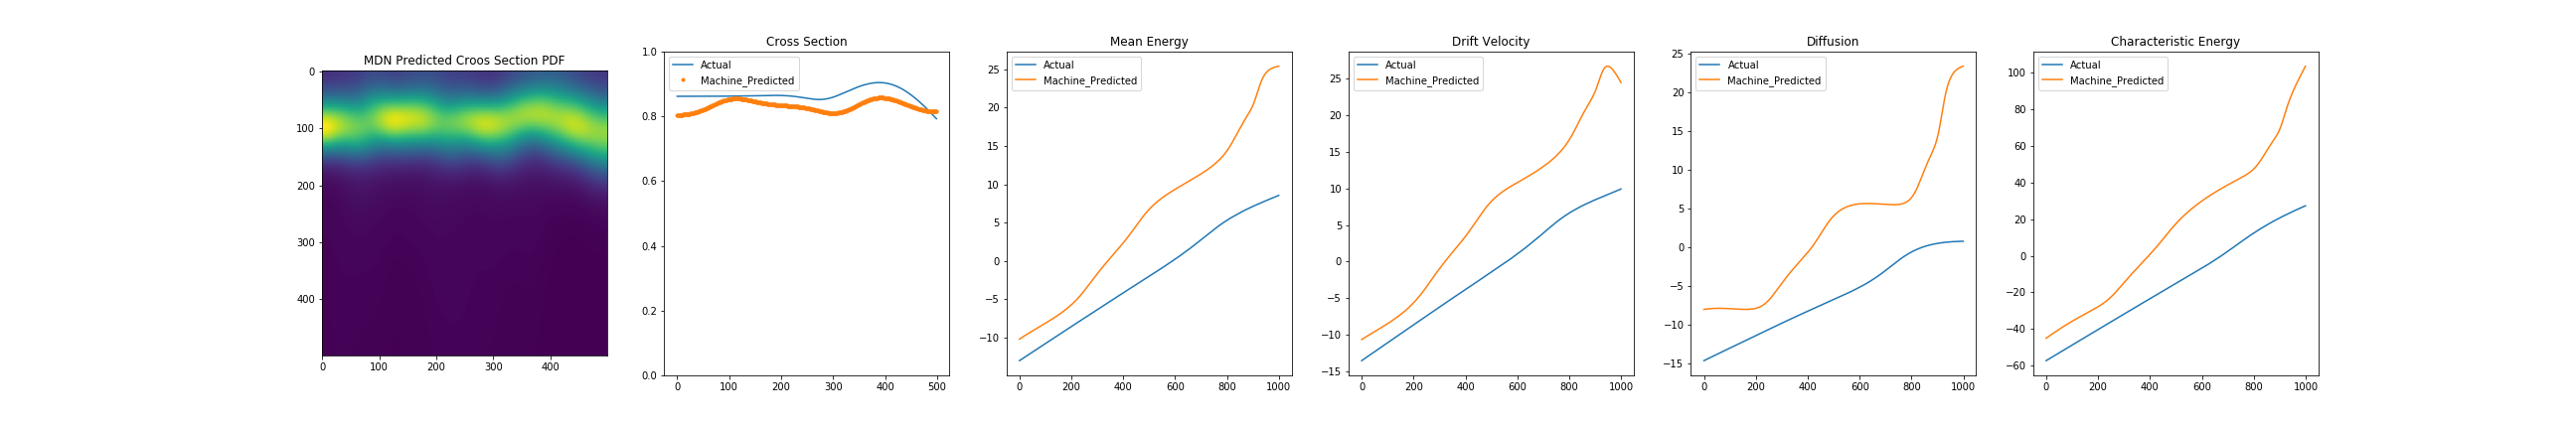 MDN Predicted Croos Section PDF
0
100
200
300
400
0 100 200 300 400
Cross Section
Actual
Machine_Predicted
1.0
0.8
0.6
0.4
0.2
0.0
0 100 200 300 400 500
Mean Energy
Actual
Machine_Predicted
25
20
15
10
5
0
−5
−10
0 200 400 600 800 1000
Drift Velocity
Actual
Machine_Predicted
25
20
15
10
5
0
−5
−10
−15
0 200 400 600 800 1000
Diffusion
Actual
Machine_Predicted
25
20
15
10
5
0
−5
−10
−15
0 200 400 600 800 1000
Characteristic Energy
Actual
Machine_Predicted
100
80
60
40
20
0
−20
−40
−60
0 200 400 600 800 1000